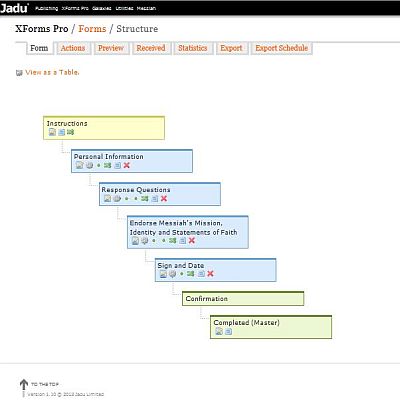 Jadu
Publishing XForms Pro Galaxies Utilities Messiah
XForms Pro / Forms / Structure
Form Actions Preview Received Statistics Export Export Schedule
View as a Table.
Instructions
Personal Information
Response Questions
Endorse Messiah's Mission,
Identity and Statements of Faith
Sign and Date
Confirmation
Completed (Master)
TO THE TOP
Version 1.10 © 2013 Jadu Limited